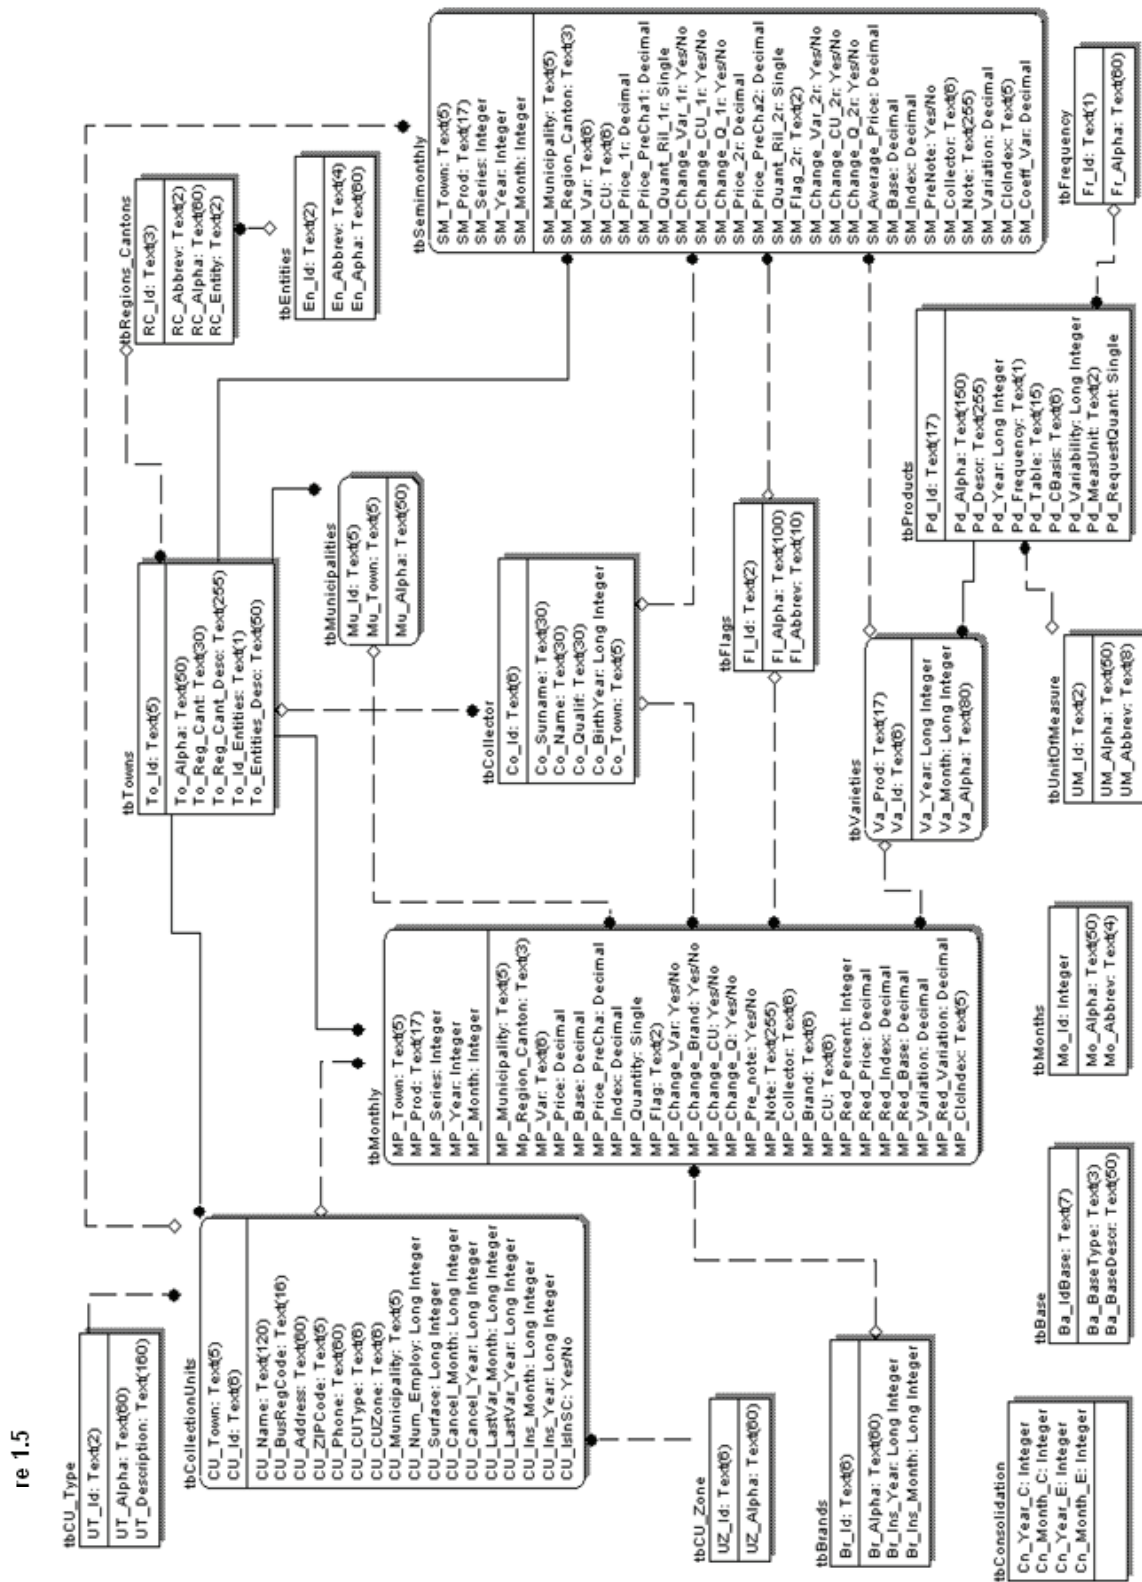 re 1.5
tbCU_Type
UT_Id: Text(2)
UT_Alpha: Text(60)
UT_Description: Text(160)
tbCollectionUnits
CU_Town: Text(5)
CU_Id: Text(6)
CU_Name: Text(120)
CU_BusRegCode: Text(16)
CU_Address: Text(60)
CU_ZIPCode: Text(5)
CU_Phone: Text(60)
CU_CUType: Text(6)
CU_CUZone: Text(6)
CU_Municipality: Text(5)
CU_Num_Employ: Long Integer
CU_Surface: Long Integer
CU_Cancel_Month: Long Integer
CU_Cancel_Year: Long Integer
CU_LastVar_Month: Long Integer
CU_LastVar_Year: Long Integer
CU_Ins_Month: Long Integer
CU_Ins_Year: Long Integer
CU_IsInSC: Yes/No
tbCU_Zone
UZ_Id: Text(6)
UZ_Alpha: Text(60)
tbBrands
Br_Id: Text(6)
Br_Alpha: Text(60)
Br_Ins_Year: Long Integer
Br_Ins_Month: Long Integer
tbConsolidation
Cn_Year_C: Integer
Cn_Month_C: Integer
Cn_Year_E: Integer
Cn_Month_E: Integer
tbTowns
To_Id: Text(5)
To_Alpha: Text(50)
To_Reg_Cant: Text(30)
To_Reg_Cant_Desc: Text(255)
To_Id_Entities: Text(1)
To_Entities_Desc: Text(50)
tbMonthly
MP_Town: Text(5)
MP_Prod: Text(17)
MP_Series: Integer
MP_Year: Integer
MP_Month: Integer
MP_Municipality: Text(5)
Mp_Region_Canton: Text(3)
MP_Var: Text(6)
MP_Price: Decimal
MP_Base: Decimal
MP_Price_PreCha: Decimal
MP_Index: Decimal
MP_Quantity: Single
MP_Flag: Text(2)
MP_Change_Var: Yes/No
MP_Change_Brand: Yes/No
MP_Change_CU: Yes/No
MP_Change_Q: Yes/No
MP_Pre_note: Yes/No
MP_Note: Text(255)
MP_Collector: Text(6)
MP_Brand: Text(6)
MP_CU: Text(6)
MP_Red_Percent: Integer
MP_Red_Price: Decimal
MP_Red_Index: Decimal
MP_Red_Base: Decimal
MP_Variation: Decimal
MP_Red_Variation: Decimal
MP_ClcIndex: Text(5)
tbBase
Ba_IdBase: Text(7)
Ba_BaseType: Text(3)
Ba_BaseDescr: Text(50)
tbMonths
Mo_Id: Integer
Mo_Alpha: Text(50)
Mo_Abbrev: Text(4)
tbRegions_Cantons
RC_Id: Text(3)
RC_Abbrev: Text(2)
RC_Alpha: Text(60)
RC_Entity: Text(2)
tbEntities
En_Id: Text(2)
En_Abbrev: Text(4)
En_Apha: Text(60)
tbMunicipalities
Mu_Id: Text(5)
Mu_Town: Text(5)
Mu_Alpha: Text(50)
tbCollector
Co_Id: Text(6)
Co_Surname: Text(30)
Co_Name: Text(30)
Co_Qualif: Text(30)
Co_BirthYear: Long Integer
Co_Town: Text(5)
tbFlags
Fl_Id: Text(2)
Fl_Alpha: Text(100)
Fl_Abbrev: Text(10)
tbVarieties
Va_Prod: Text(17)
Va_Id: Text(6)
Va_Year: Long Integer
Va_Month: Long Integer
Va_Alpha: Text(80)
tbUnitOfMeasure
UM_Id: Text(2)
UM_Alpha: Text(50)
UM_Abbrev: Text(8)
tbSemimonthly
SM_Town: Text(5)
SM_Prod: Text(17)
SM_Series: Integer
SM_Year: Integer
SM_Month: Integer
SM_Municipality: Text(5)
SM_Region_Canton: Text(3)
SM_Var: Text(6)
SM_CU: Text(6)
SM_Price_1r: Decimal
SM_Price_PreCha1: Decimal
SM_Quant_Ril_1r: Single
SM_Change_Var_1r: Yes/No
SM_Change_CU_1r: Yes/No
SM_Change_Q_1r: Yes/No
SM_Price_2r: Decimal
SM_Price_PreCha2: Decimal
SM_Quant_Ril_2r: Single
SM_Flag_2r: Text(2)
SM_Change_Var_2r: Yes/No
SM_Change_CU_2r: Yes/No
SM_Change_Q_2r: Yes/No
SM_Average_Price: Decimal
SM_Base: Decimal
SM_Index: Decimal
SM_PreNote: Yes/No
SM_Collector: Text(6)
SM_Note: Text(255)
SM_Variation: Decimal
SM_ClcIndex: Text(5)
SM_Coeff_Var: Decimal
tbProducts
Pd_Id: Text(17)
Pd_Alpha: Text(150)
Pd_Descr: Text(255)
Pd_Year: Long Integer
Pd_Frequency: Text(1)
Pd_Table: Text(15)
Pd_CBasis: Text(6)
Pd_Variability: Long Integer
Pd_MeasUnit: Text(2)
Pd_RequestQuant: Single
tbFrequency
Fr_Id: Text(1)
Fr_Alpha: Text(60)